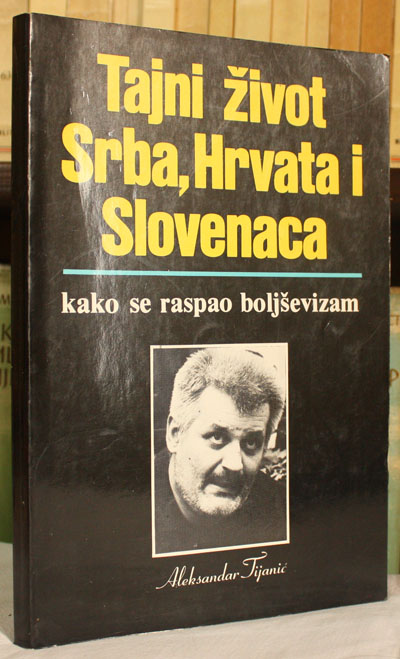 Tajni život
Srba, Hrvata i
Slovenaca
kako se raspao boljševizam
Aleksandar Tijanić